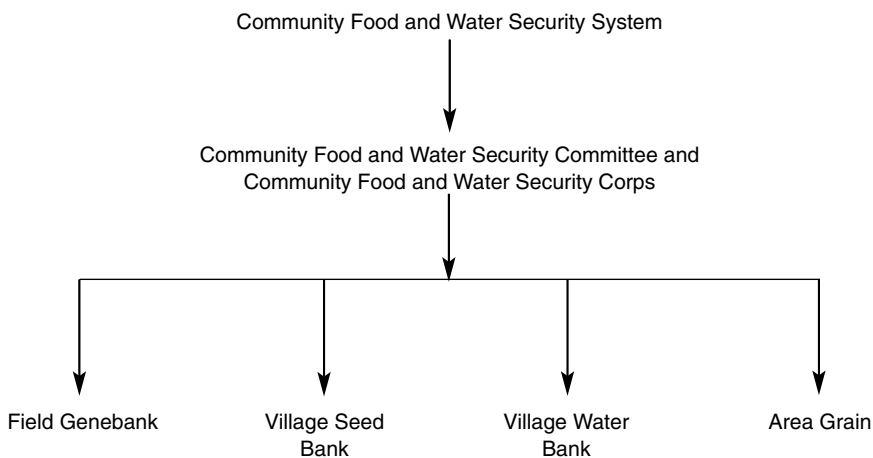 Community Food and Water Security System
Community Food and Water Security Committee and
Community Food and Water Security Corps
Field Genebank
Village Seed
Bank
Village Water
Bank
Area Grain